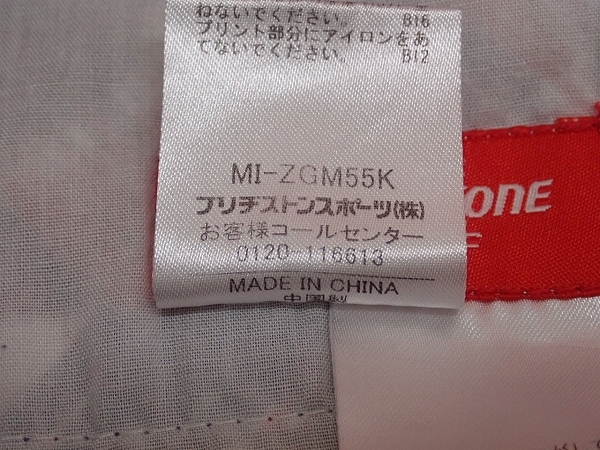 ねないでください。 B16
プリント部分にアイロンをあ
てないでください。 B12
MI-ZGM55K
ブリヂストンスポーツ(株)
お客様コールセンター
0120 116613
MADE IN CHINA
中国製
ONE